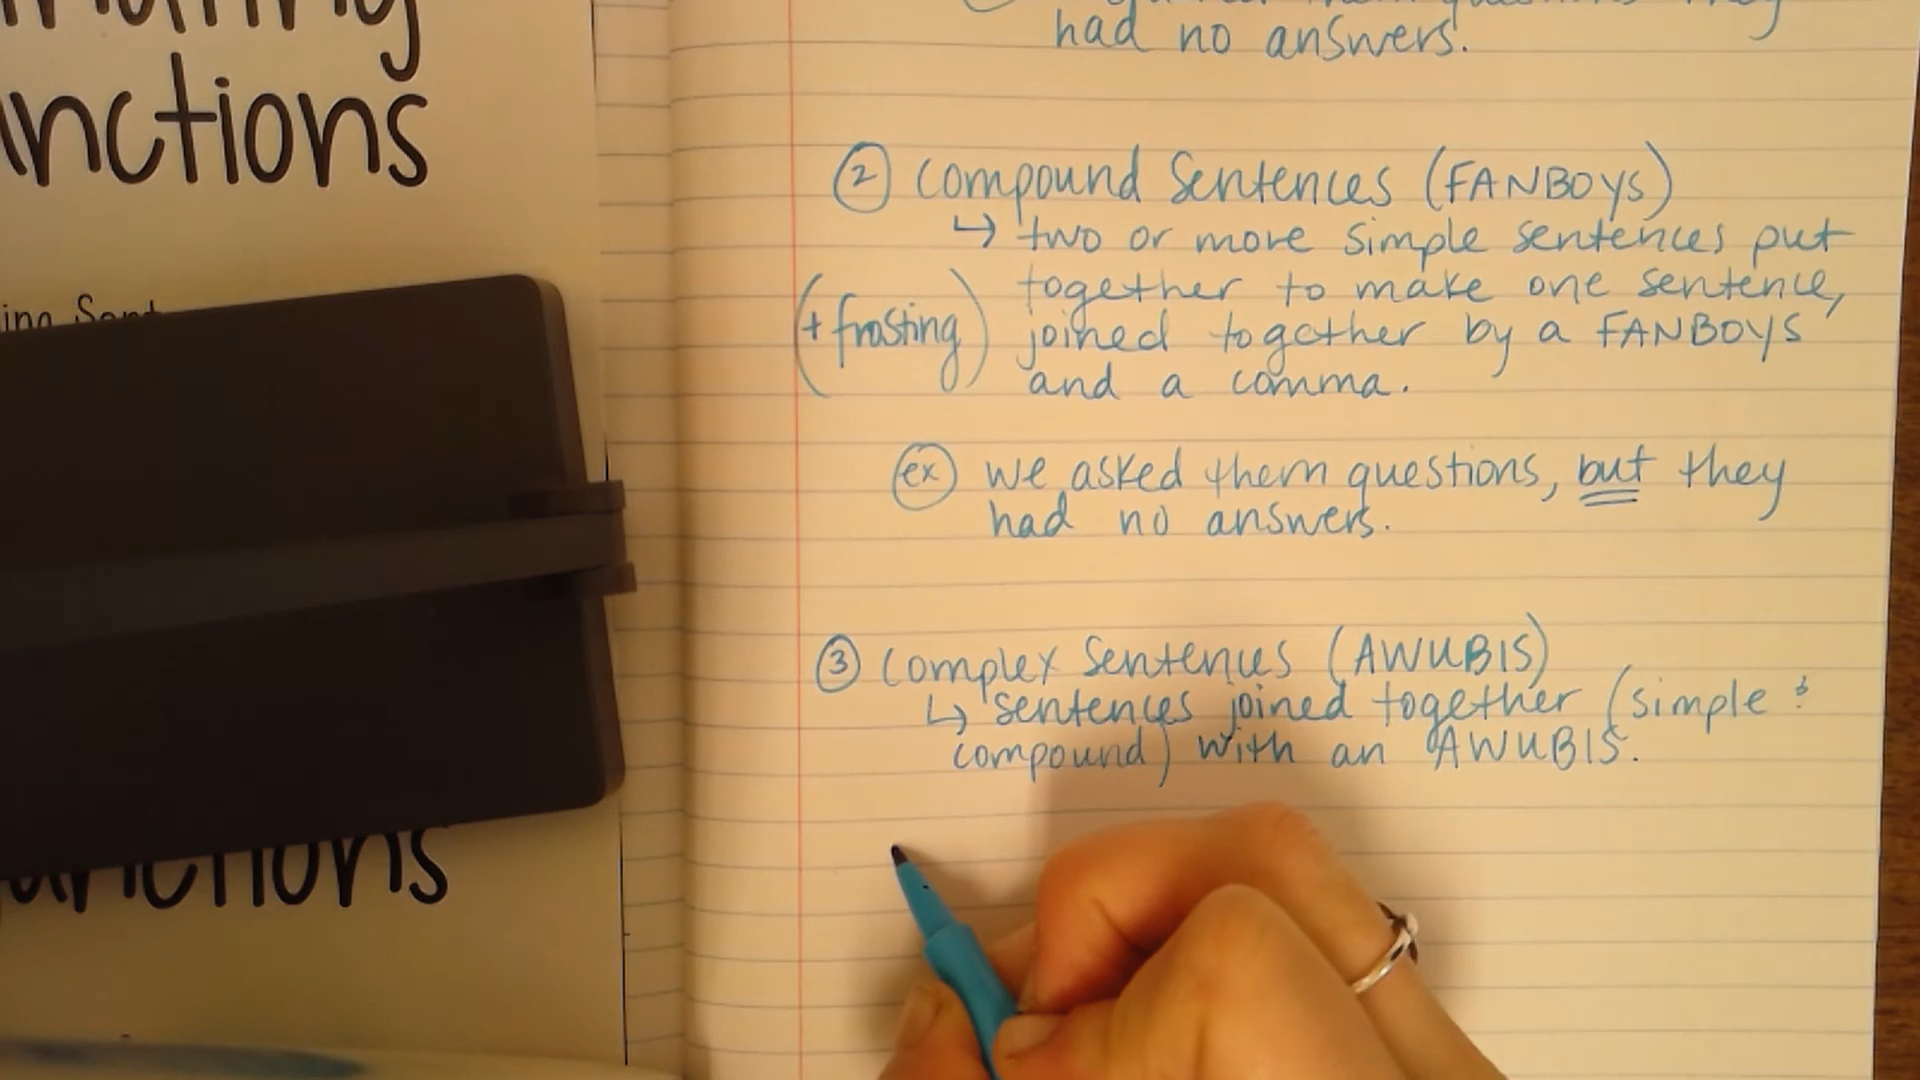 unctions
had no answers.
② Compound Sentences (FANBOYS)
↳ two or more simple sentences put
together to make one sentence,
(+ frosting)
joined together by a FANBOYS
and a comma.
ex we asked them questions, but they
had no answers.
③ Complex Sentences (AWUBIS)
↳ sentences joined together (simple &
compound) with an AWUBIS.
unctions